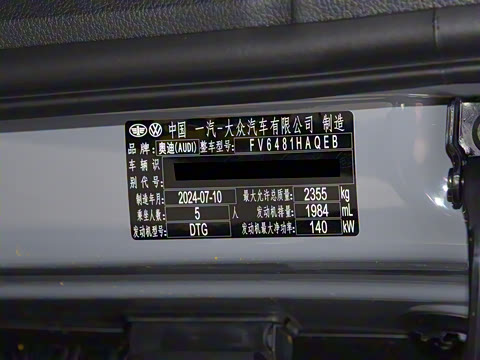 中国 一汽-大众汽车有限公司 制造
品牌: 奥迪(AUDI) 整车型号: FV6481HAQEB
车辆识
别代号:
制造年月: 2024-07-10 最大允许总质量: 2355 kg
乘坐人数: 5 人 发动机排量: 1984 mL
发动机型号: DTG 发动机最大净功率: 140 kW